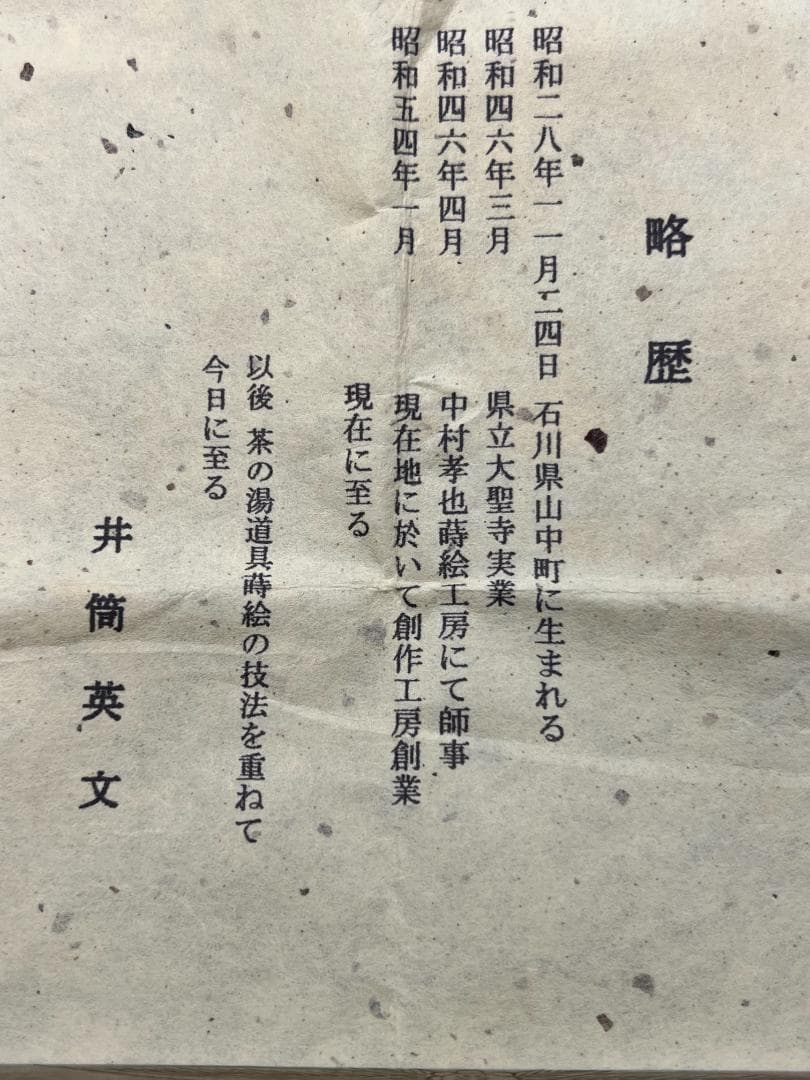 略歴
昭和二八年一一月二四日 石川県山中町に生まれる
昭和四六年三月 県立大聖寺実業
昭和四六年四月 中村孝也蒔絵工房にて師事
昭和五四年一月 現在地に於いて創作工房創業
現在に至る
以後 茶の湯道具蒔絵の技法を重ねて
今日に至る
井筒英文